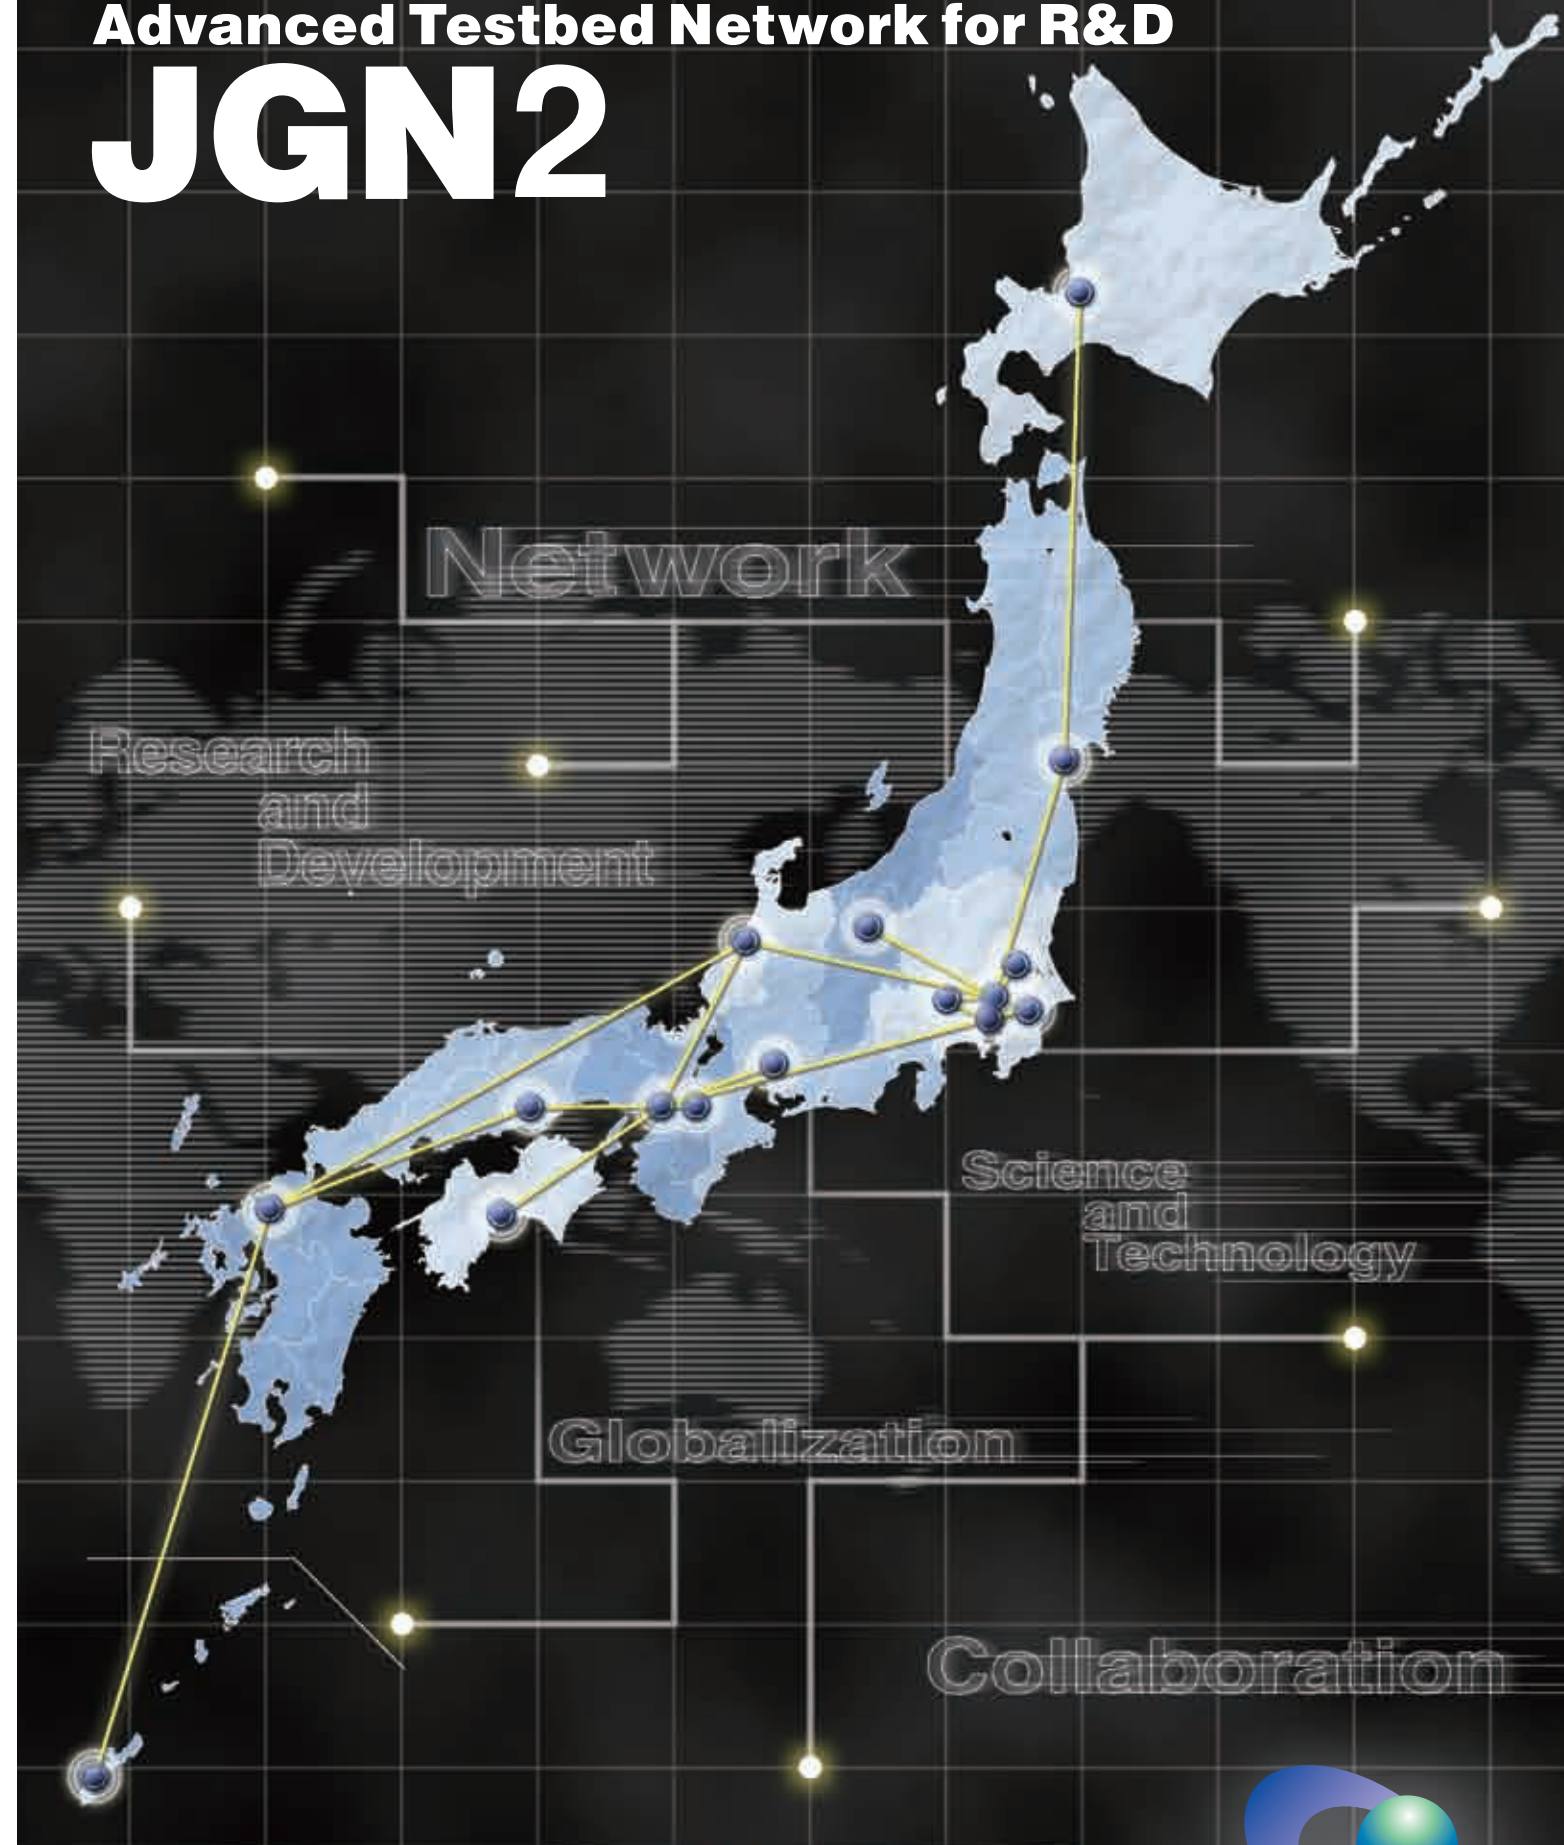 Advanced Testbed Network for R&D
JGN2
Network
Research
and
Development
Science
and
Technology
Globalization
Collaboration